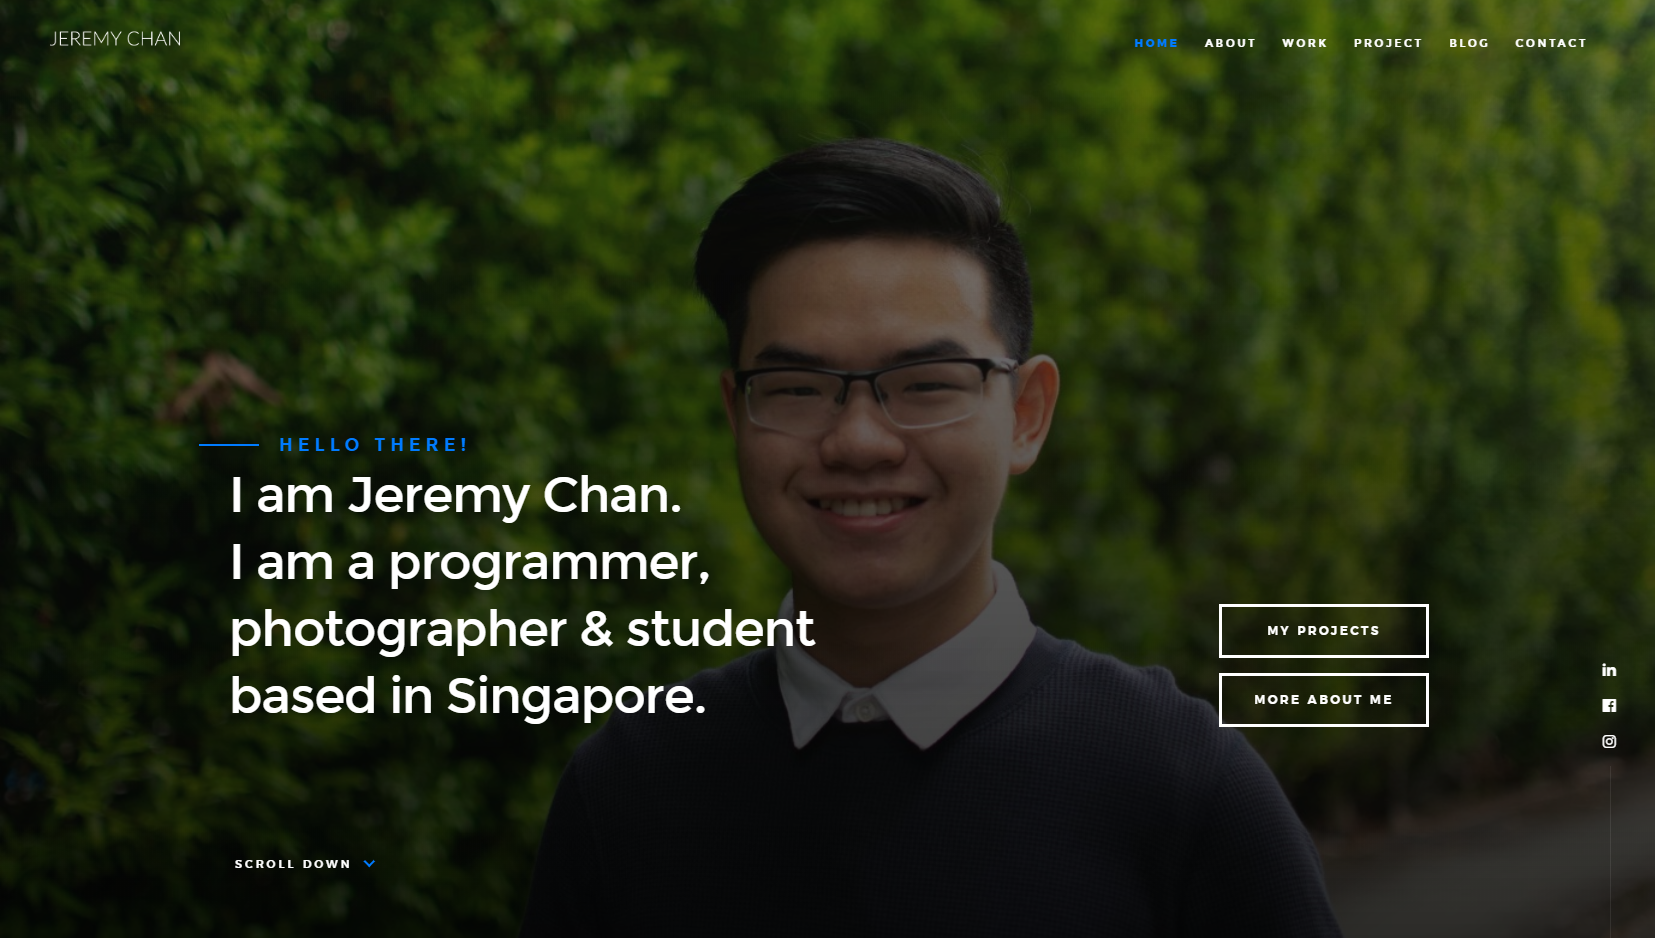 JEREMY CHAN
HOME ABOUT WORK PROJECT BLOG CONTACT
HELLO THERE!
I am Jeremy Chan.
I am a programmer,
photographer & student
based in Singapore.
MY PROJECTS
MORE ABOUT ME
SCROLL DOWN